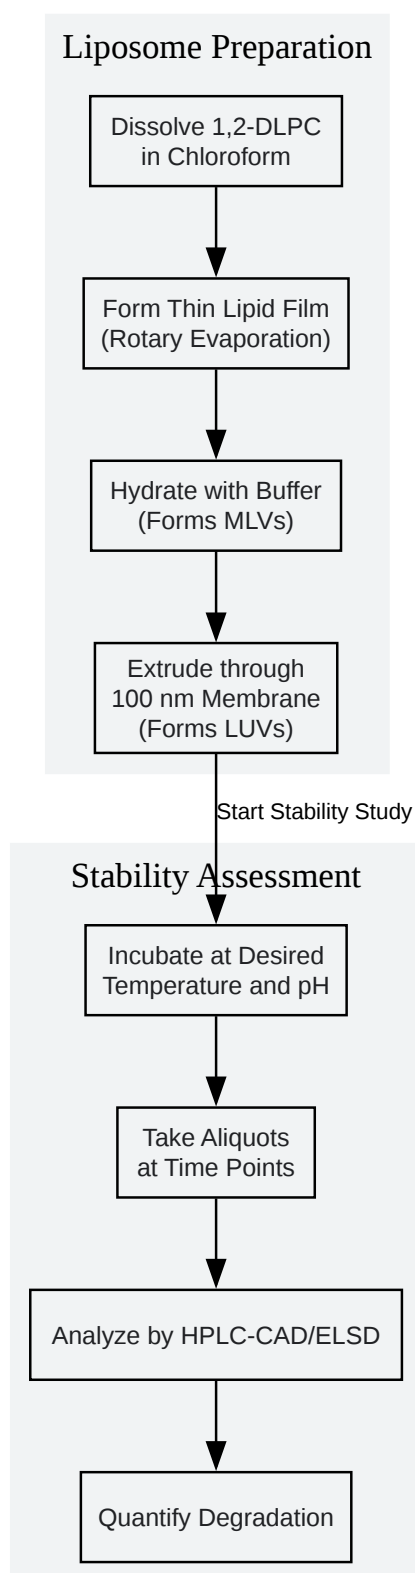 Liposome Preparation
Dissolve 1,2-DLPC
in Chloroform
Form Thin Lipid Film
(Rotary Evaporation)
Hydrate with Buffer
(Forms MLVs)
Extrude through
100 nm Membrane
(Forms LUVs)
Start Stability Study
Stability Assessment
Incubate at Desired
Temperature and pH
Take Aliquots
at Time Points
Analyze by HPLC-CAD/ELSD
Quantify Degradation